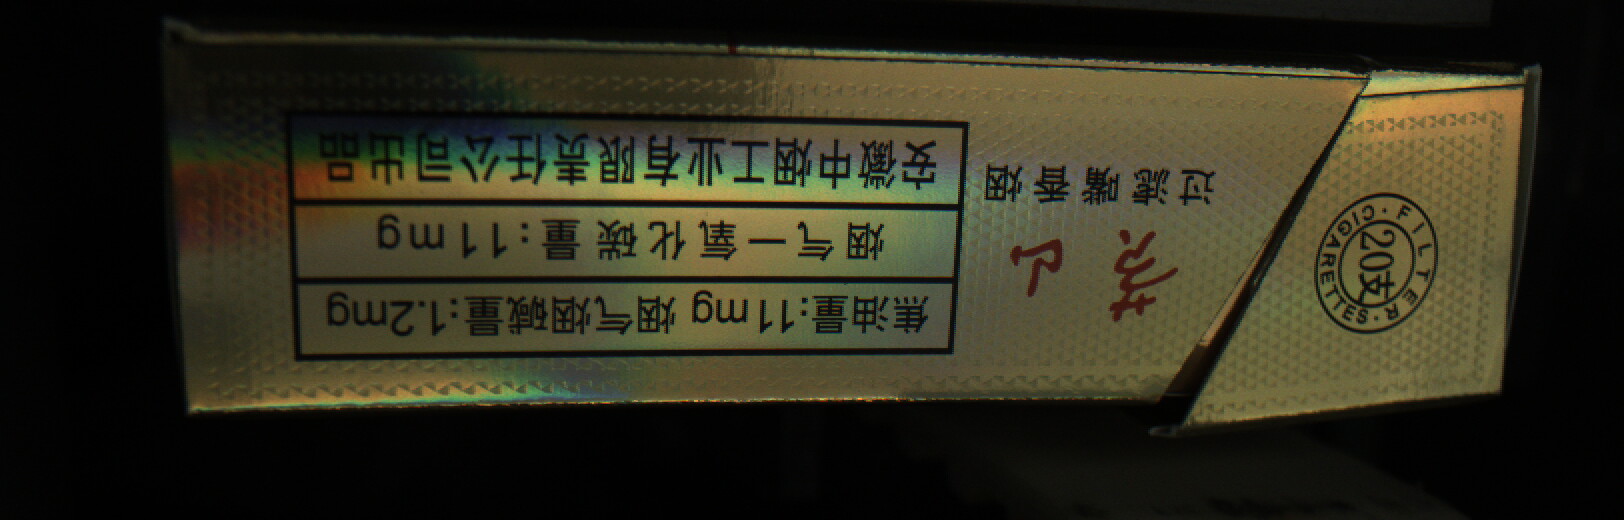 FILTER · CIGARETTES ·
20支
黄山
过滤嘴香烟
焦油量:11mg 烟气烟碱量:1.2mg
烟气一氧化碳量:11mg
安徽中烟工业有限责任公司出品